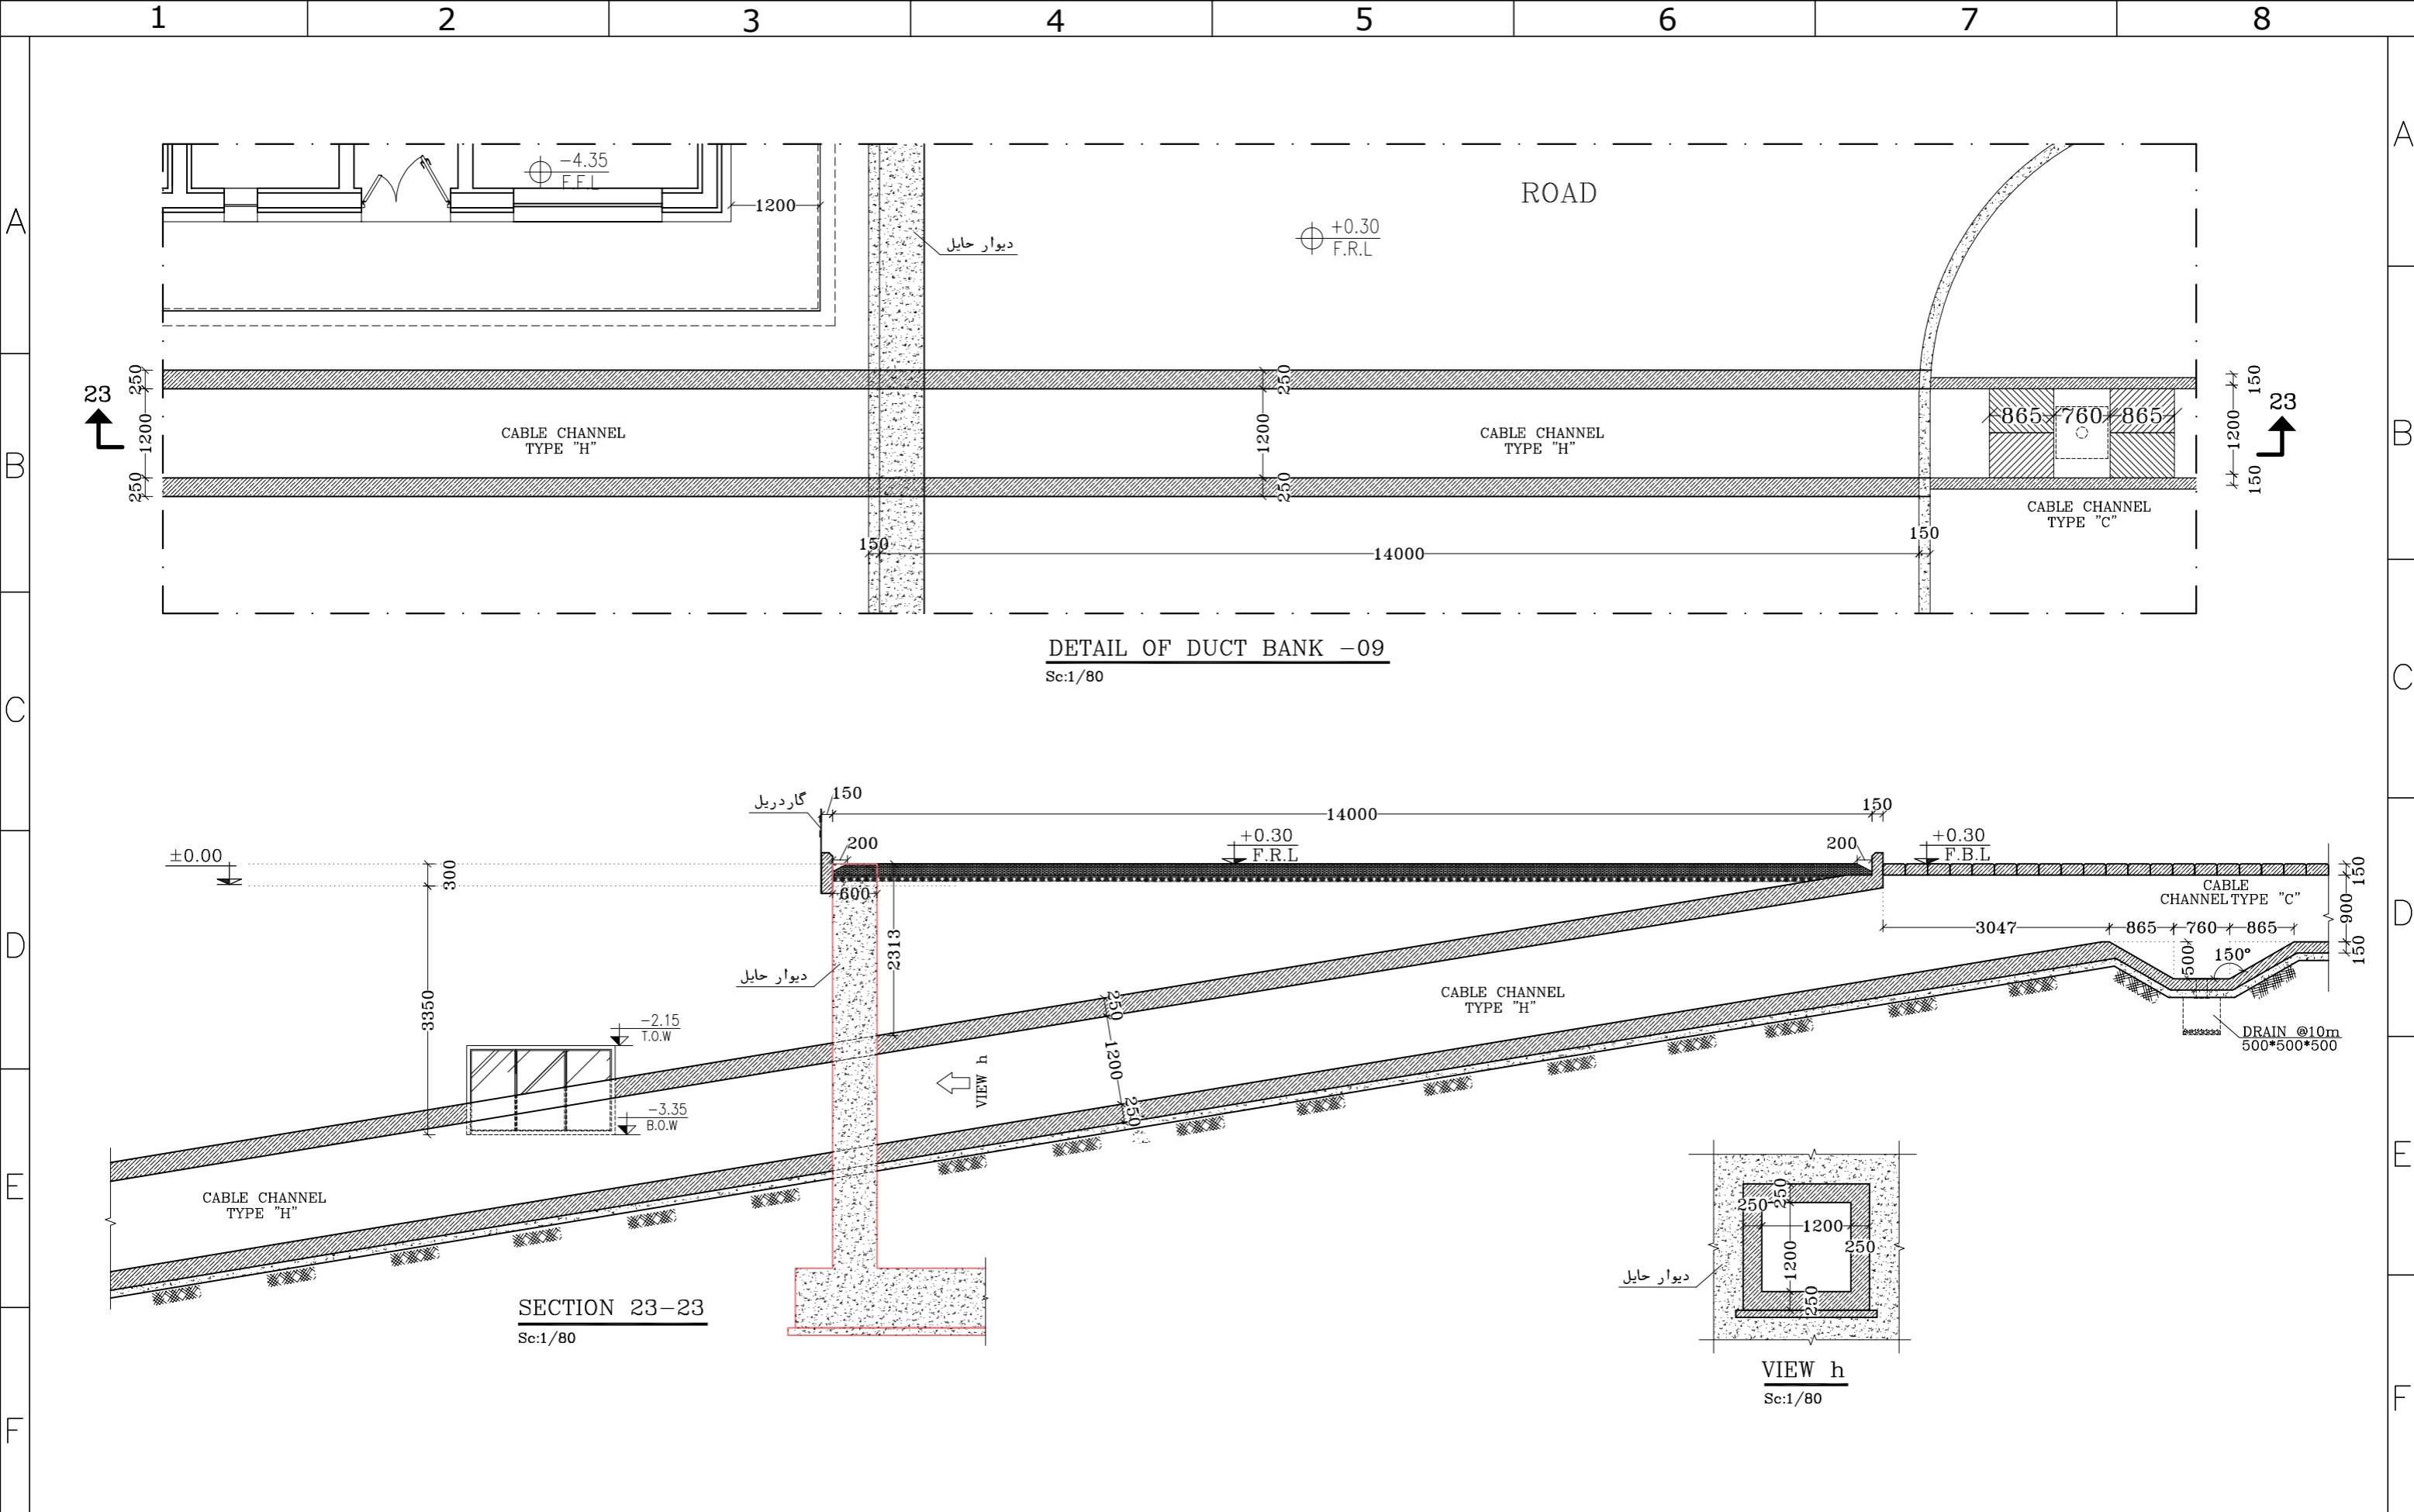 1 2 3 4 5 6 7 8
A
A
B
B
C
C
D
D
E
E
F
F
-4.35
F.F.L
1200
ROAD
+0.30
F.R.L
دیوار حایل
23
250
1200
250
CABLE CHANNEL
TYPE "H"
250
1200
250
CABLE CHANNEL
TYPE "H"
865 760 865
150
1200
150
23
CABLE CHANNEL
TYPE "C"
150
14000
150
DETAIL OF DUCT BANK -09
Sc:1/80
گاردریل
150
14000
150
±0.00
300
3350
200
600
2313
+0.30
F.R.L
200
+0.30
F.B.L
CABLE
CHANNEL TYPE "C"
150
900
150
3047
865
760
865
500
150°
DRAIN @10m
500*500*500
دیوار حایل
250
1200
250
CABLE CHANNEL
TYPE "H"
-2.15
T.O.W
-3.35
B.O.W
VIEW h
CABLE CHANNEL
TYPE "H"
SECTION 23-23
Sc:1/80
250
250
1200
1200
250
250
دیوار حایل
VIEW h
Sc:1/80